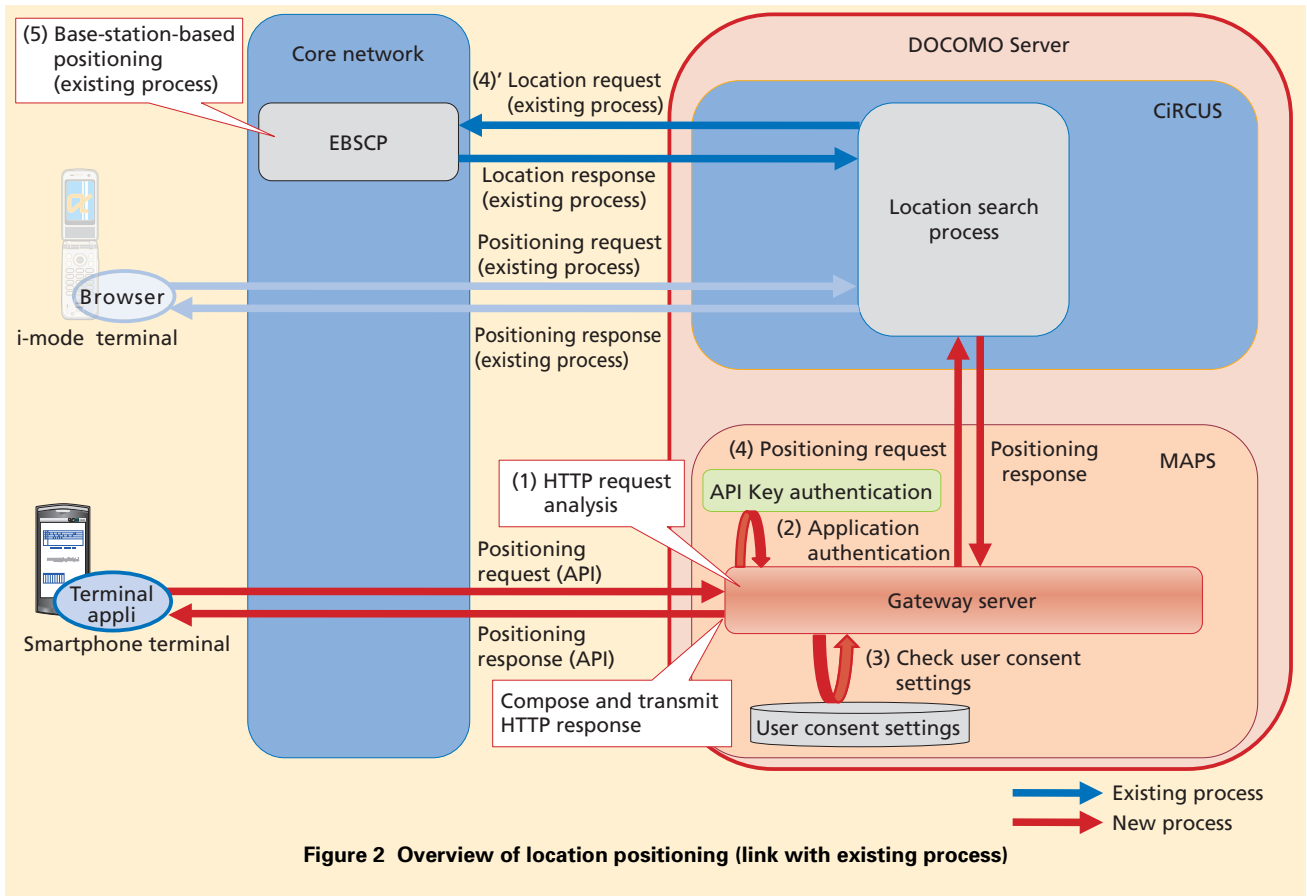 (5) Base-station-based
positioning
(existing process)
Core network
DOCOMO Server
(4)’ Location request
(existing process)
CiRCUS
EBSCP
Location response
(existing process)
Location search
process
Positioning request
(existing process)
Browser
i-mode terminal
Positioning response
(existing process)
(4) Positioning request
Positioning
response
MAPS
(1) HTTP request
analysis
API Key authentication
(2) Application
authentication
Positioning
request (API)
Terminal
appli
Gateway server
Smartphone terminal
Positioning
response (API)
(3) Check user consent
settings
Compose and transmit
HTTP response
User consent settings
Existing process
New process
Figure 2 Overview of location positioning (link with existing process)